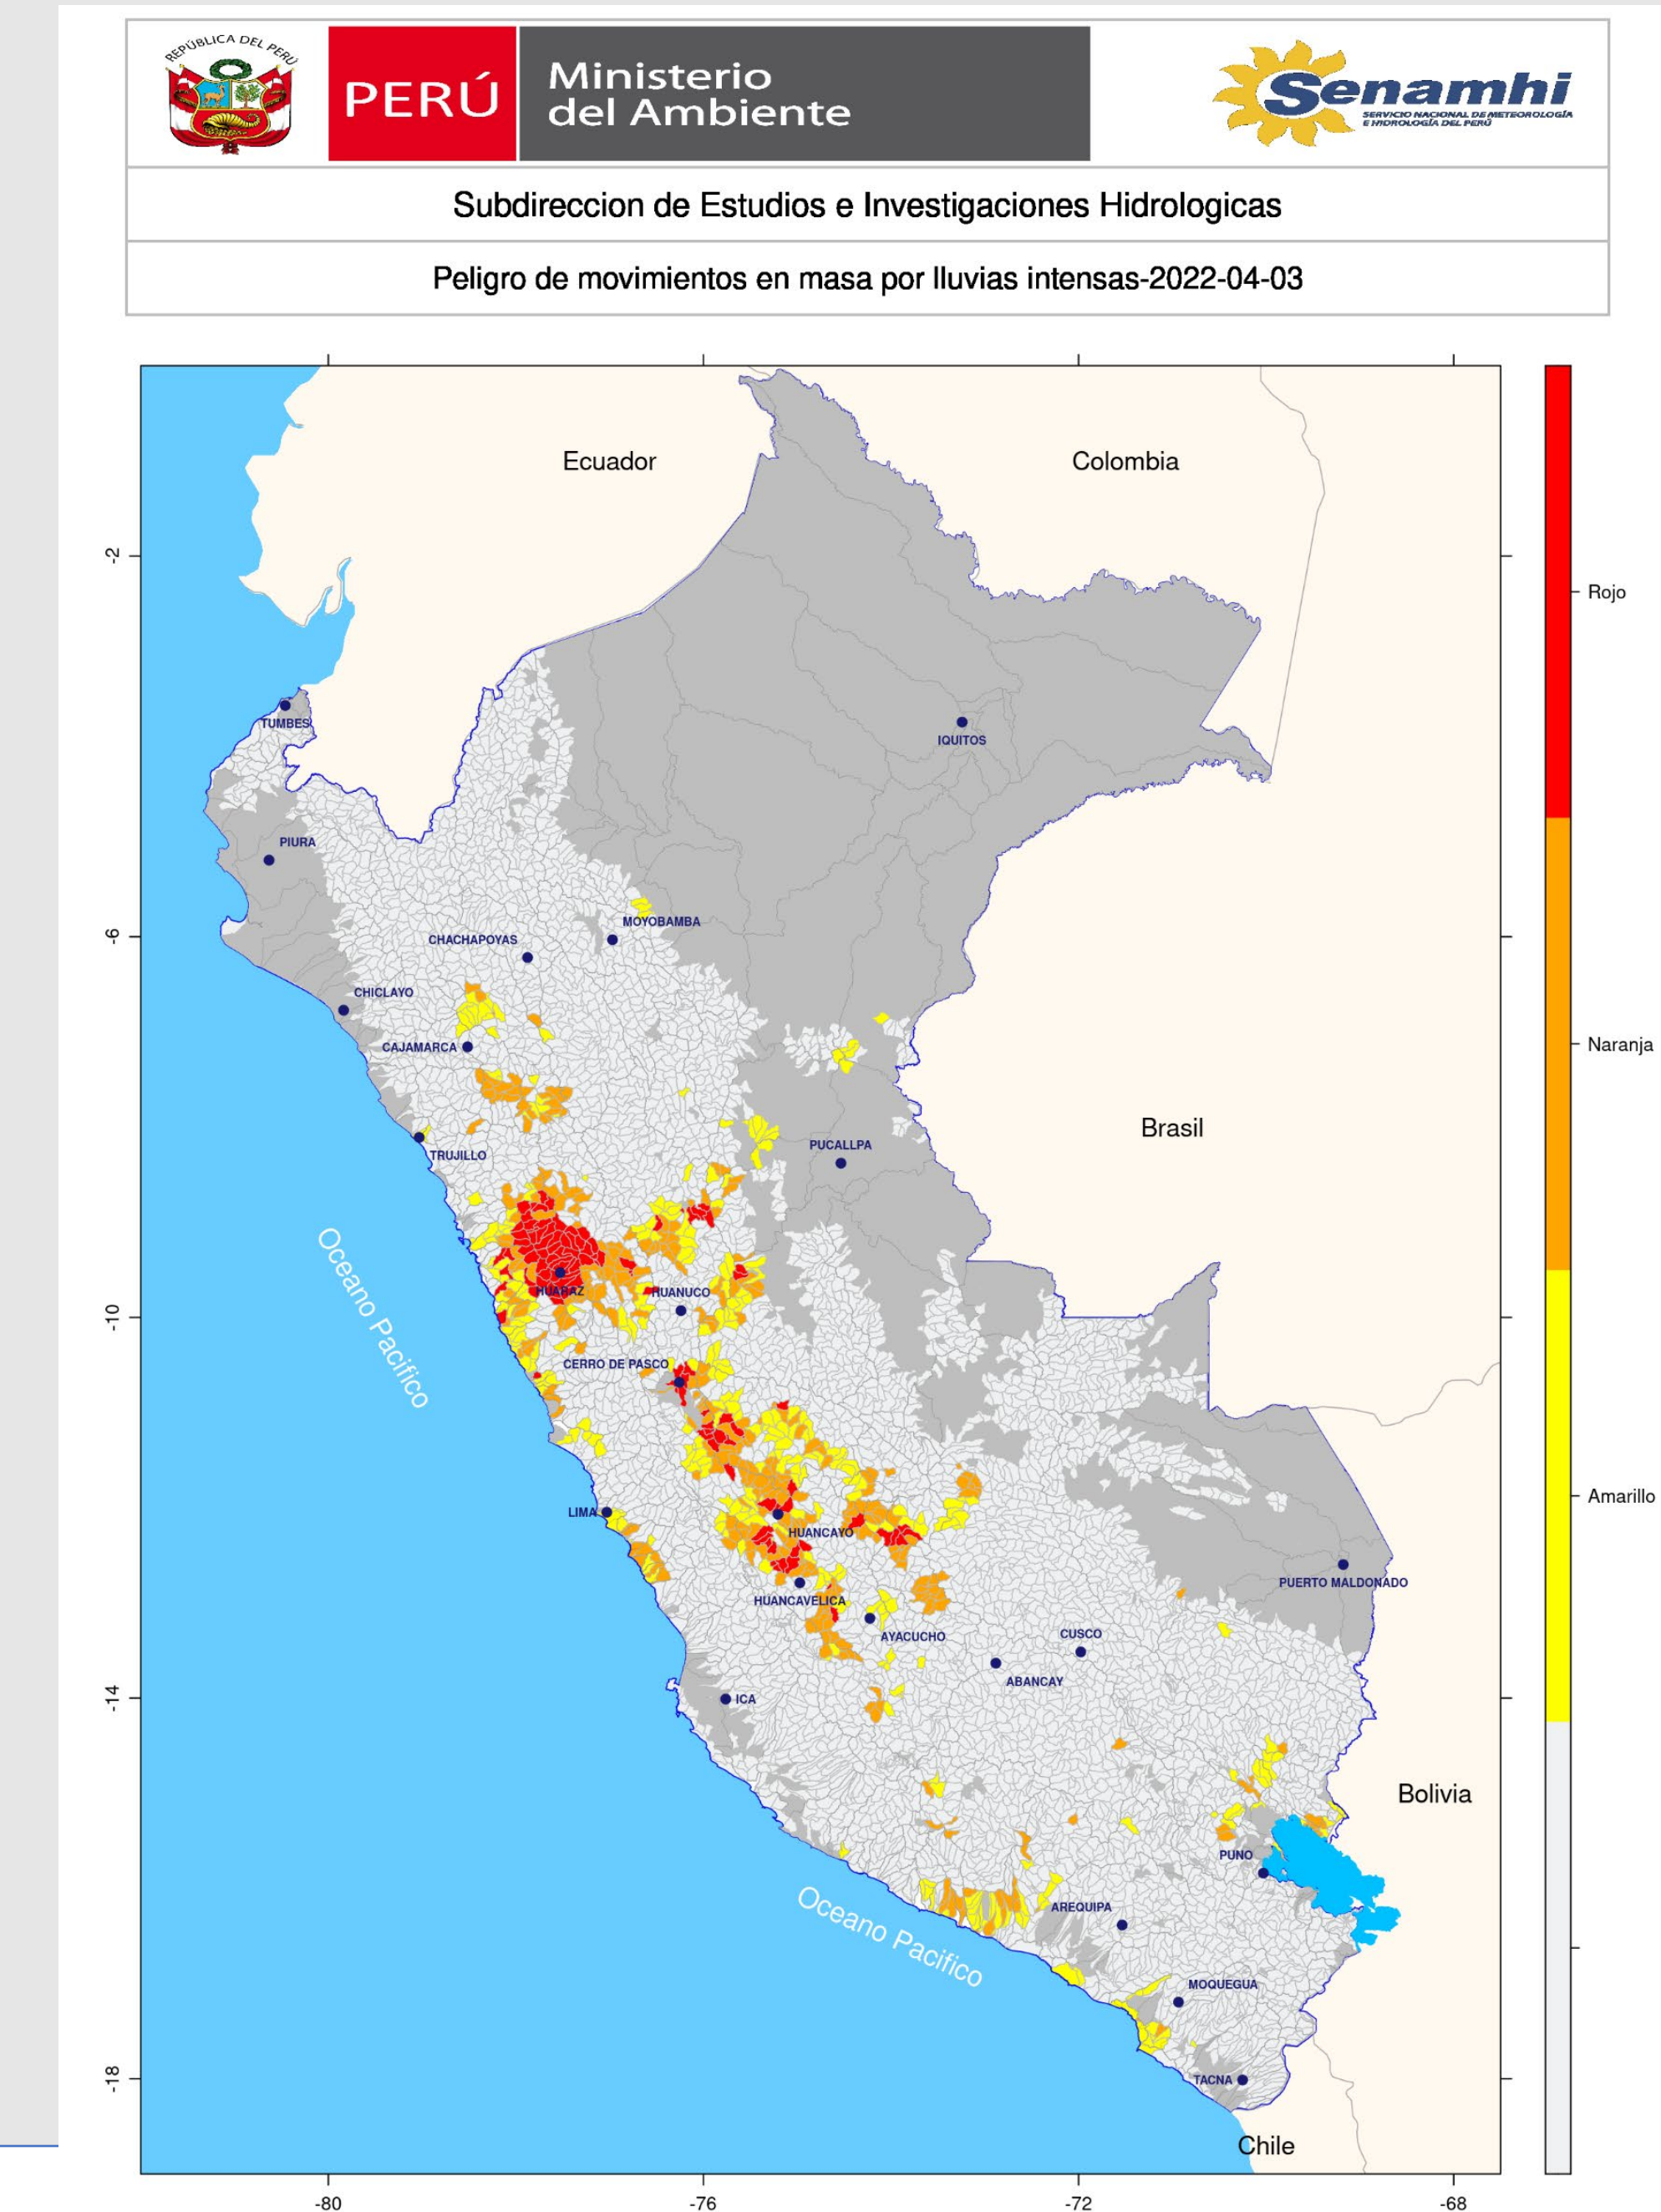 REPÚBLICA DEL PERÚ
PERÚ
Ministerio
del Ambiente
Senamhi
SERVICIO NACIONAL DE METEOROLOGÍA
E HIDROLOGÍA DEL PERÚ
Subdireccion de Estudios e Investigaciones Hidrologicas
Peligro de movimientos en masa por lluvias intensas-2022-04-03
Ecuador
Colombia
-2
Rojo
TUMBES
IQUITOS
PIURA
MOYOBAMBA
-6
CHACHAPOYAS
CHICLAYO
CAJAMARCA
Naranja
Brasil
PUCALLPA
TRUJILLO
Oceano Pacifico
HUARAZ
HUANUCO
-10
CERRO DE PASCO
Amarillo
LIMA
HUANCAYO
PUERTO MALDONADO
HUANCAVELICA
AYACUCHO
CUSCO
ABANCAY
-14
ICA
Bolivia
PUNO
Oceano Pacifico
AREQUIPA
MOQUEGUA
-18
TACNA
Chile
-80
-76
-72
-68